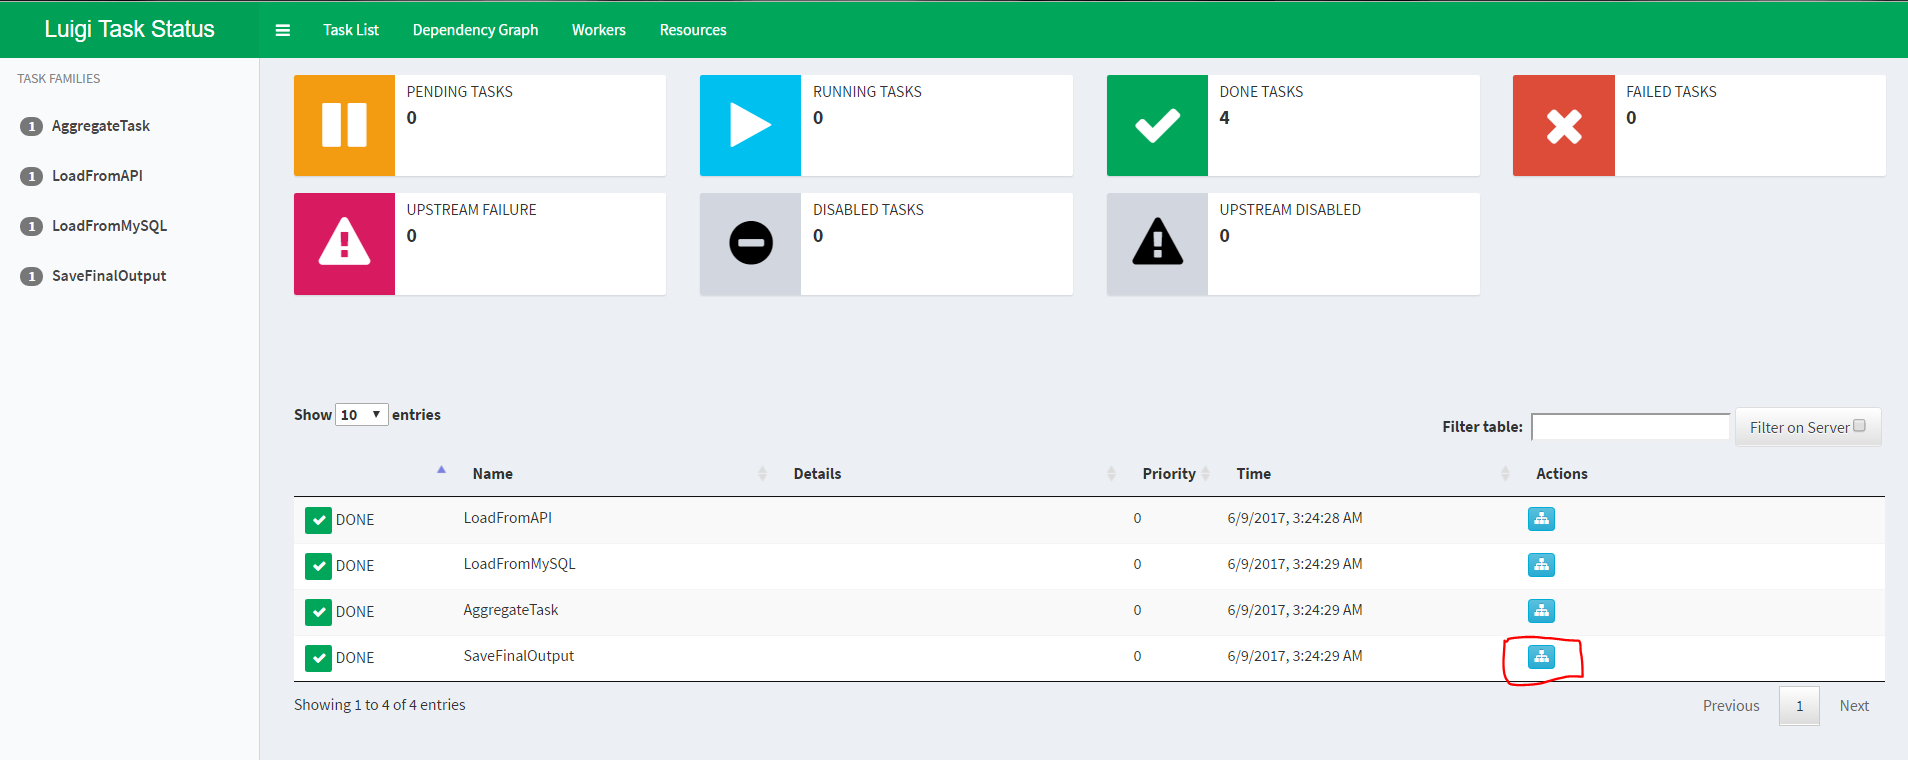 Luigi Task Status
Task List Dependency Graph Workers Resources
TASK FAMILIES
1 AggregateTask
1 LoadFromAPI
1 LoadFromMySQL
1 SaveFinalOutput
PENDING TASKS
0
RUNNING TASKS
0
DONE TASKS
4
FAILED TASKS
0
UPSTREAM FAILURE
0
DISABLED TASKS
0
UPSTREAM DISABLED
0
Show 10 entries
Filter table: Filter on Server
Name Details Priority Time Actions
DONE LoadFromAPI 0 6/9/2017, 3:24:28 AM
DONE LoadFromMySQL 0 6/9/2017, 3:24:29 AM
DONE AggregateTask 0 6/9/2017, 3:24:29 AM
DONE SaveFinalOutput 0 6/9/2017, 3:24:29 AM
Showing 1 to 4 of 4 entries
Previous 1 Next